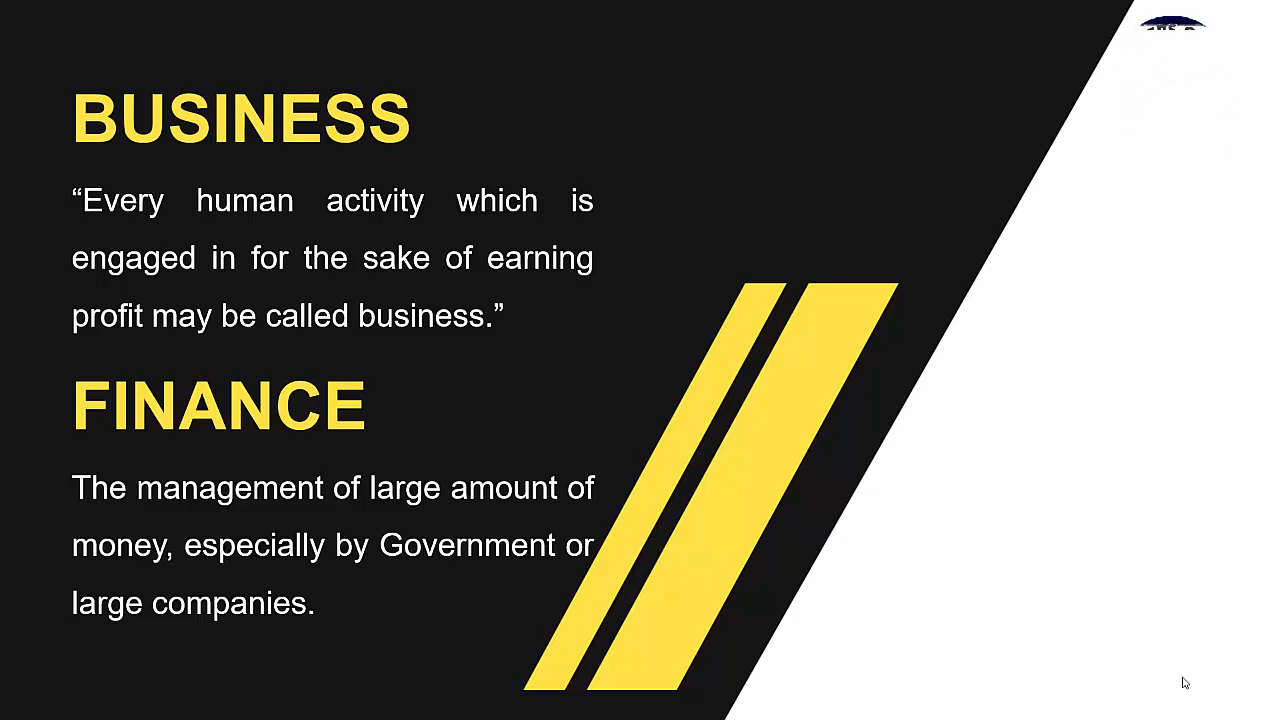 BUSINESS
“Every human activity which is
engaged in for the sake of earning
profit may be called business.”
FINANCE
The management of large amount of
money, especially by Government or
large companies.